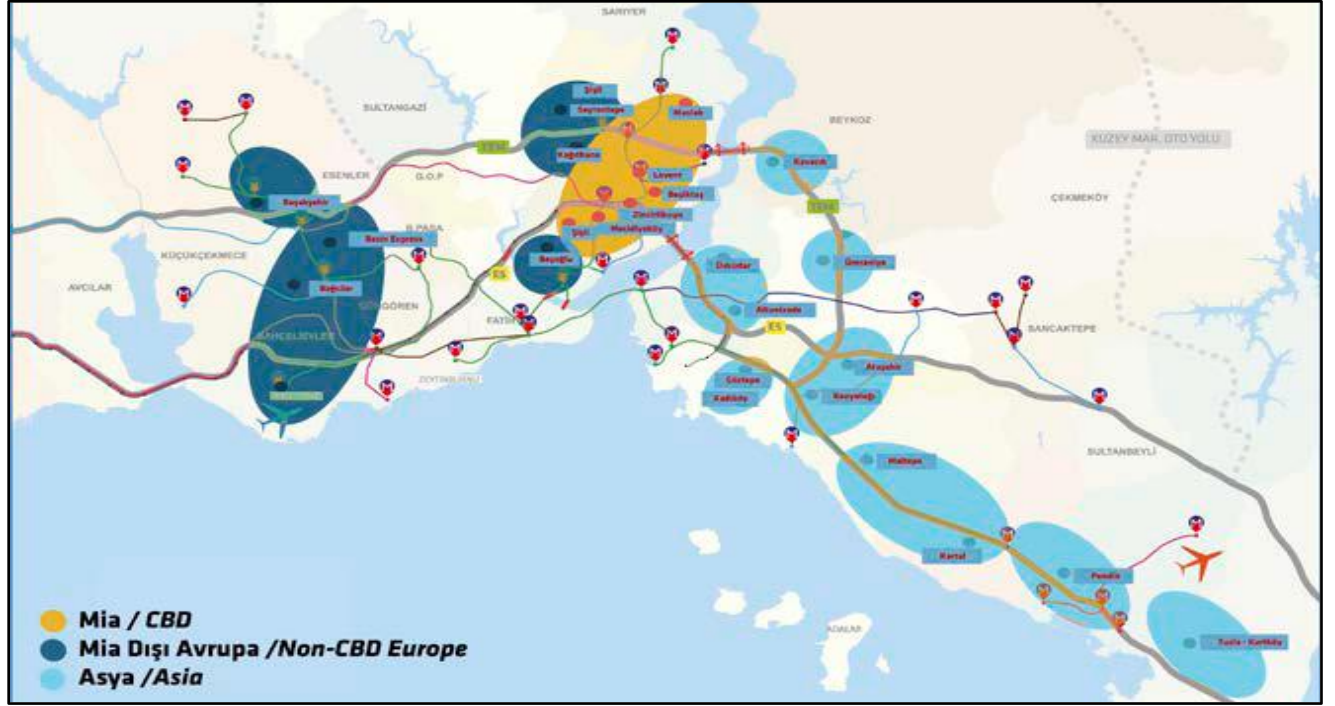 SARIYER
Şişli
SULTANGAZİ
Seyrantepe
Maslak
BEYKOZ
KUZEY MAR. OTO YOLU
TEM
Kağıthane
Levent
Kavacık
ESENLER
G.O.P
Beşiktaş
ÇEKMEKÖY
Başakşehir
Zincirlikuyu
TEM
B.PAŞA
Mecidiyeköy
Şişli
Basın Express
KÜÇÜKÇEKMECE
Beyoğlu
Üsküdar
Ümraniye
E5
AVCILAR
Bağcılar
GÜNGÖREN
Altunizade
FATİH
E5
SANCAKTEPE
BAHÇELİEVLER
Ataşehir
ZEYTİNBURNU
Göztepe
Kadıköy
Kozyatağı
SULTANBEYLİ
Maltepe
Kartal
Pendik
Mia / CBD
ADALAR
Tuzla - Kurtköy
Mia Dışı Avrupa /Non-CBD Europe
Asya /Asia